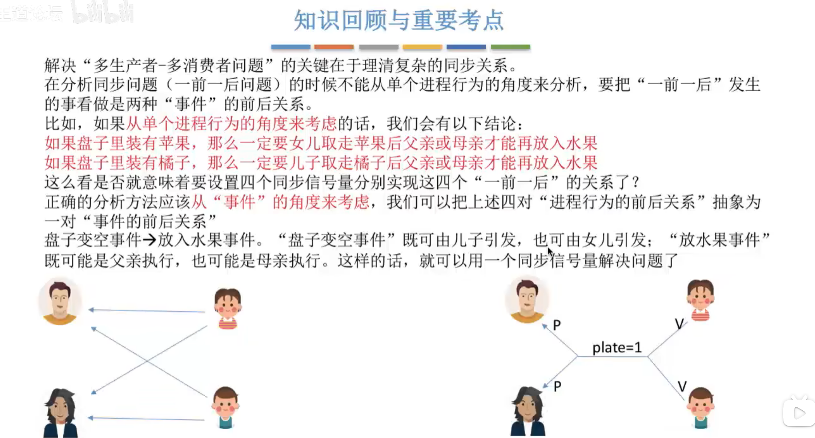 知识回顾与重要考点
解决“多生产者-多消费者问题”的关键在于理清复杂的同步关系。
在分析同步问题（一前一后问题）的时候不能从单个进程行为的角度来分析，要把“一前一后”发生
的事看做是两种“事件”的前后关系。
比如，如果从单个进程行为的角度来考虑的话，我们会有以下结论：
如果盘子里装有苹果，那么一定要女儿取走苹果后父亲或母亲才能再放入水果
如果盘子里装有橘子，那么一定要儿子取走橘子后父亲或母亲才能再放入水果
这么看是否就意味着要设置四个同步信号量分别实现这四个“一前一后”的关系了？
正确的分析方法应该从“事件”的角度来考虑，我们可以把上述四对“进程行为的前后关系”抽象为
一对“事件的前后关系”
盘子变空事件→放入水果事件。“盘子变空事件”既可由儿子引发，也可由女儿引发；“放水果事件”
既可能是父亲执行，也可能是母亲执行。这样的话，就可以用一个同步信号量解决问题了
P
V
plate=1
P
V